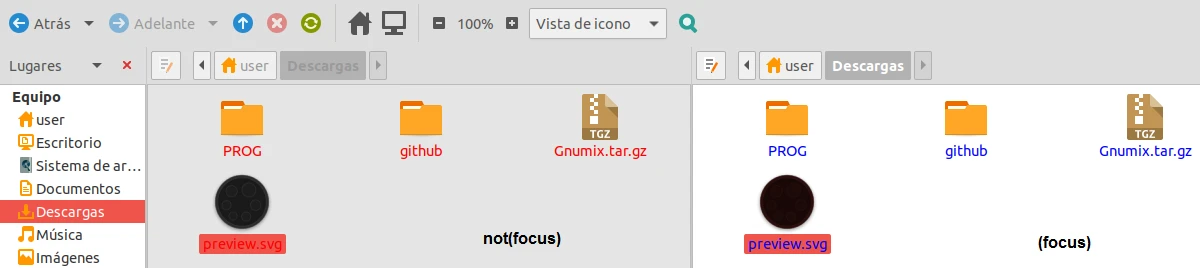 Atrás
Adelante
100%
Vista de icono
Lugares
user
Descargas
user
Descargas
Equipo
user
Escritorio
Sistema de ar...
Documentos
Descargas
Música
Imágenes
PROG
github
TGZ
Gnumix.tar.gz
preview.svg
not(focus)
PROG
github
TGZ
Gnumix.tar.gz
preview.svg
(focus)